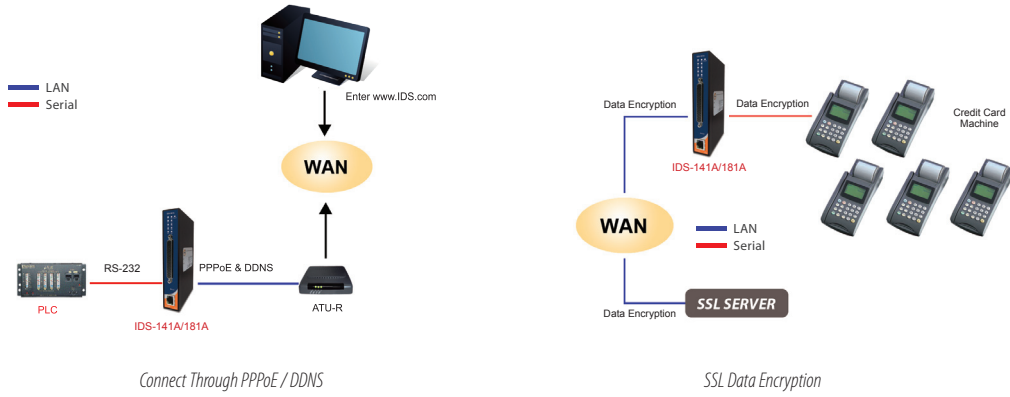 LAN
Serial
Enter www.IDS.com
WAN
RS-232
PPPoE & DDNS
PLC
IDS-141A/181A
ATU-R
Connect Through PPPoE / DDNS
Data Encryption
Data Encryption
Credit Card
Machine
IDS-141A/181A
WAN
LAN
Serial
SSL SERVER
Data Encryption
SSL Data Encryption